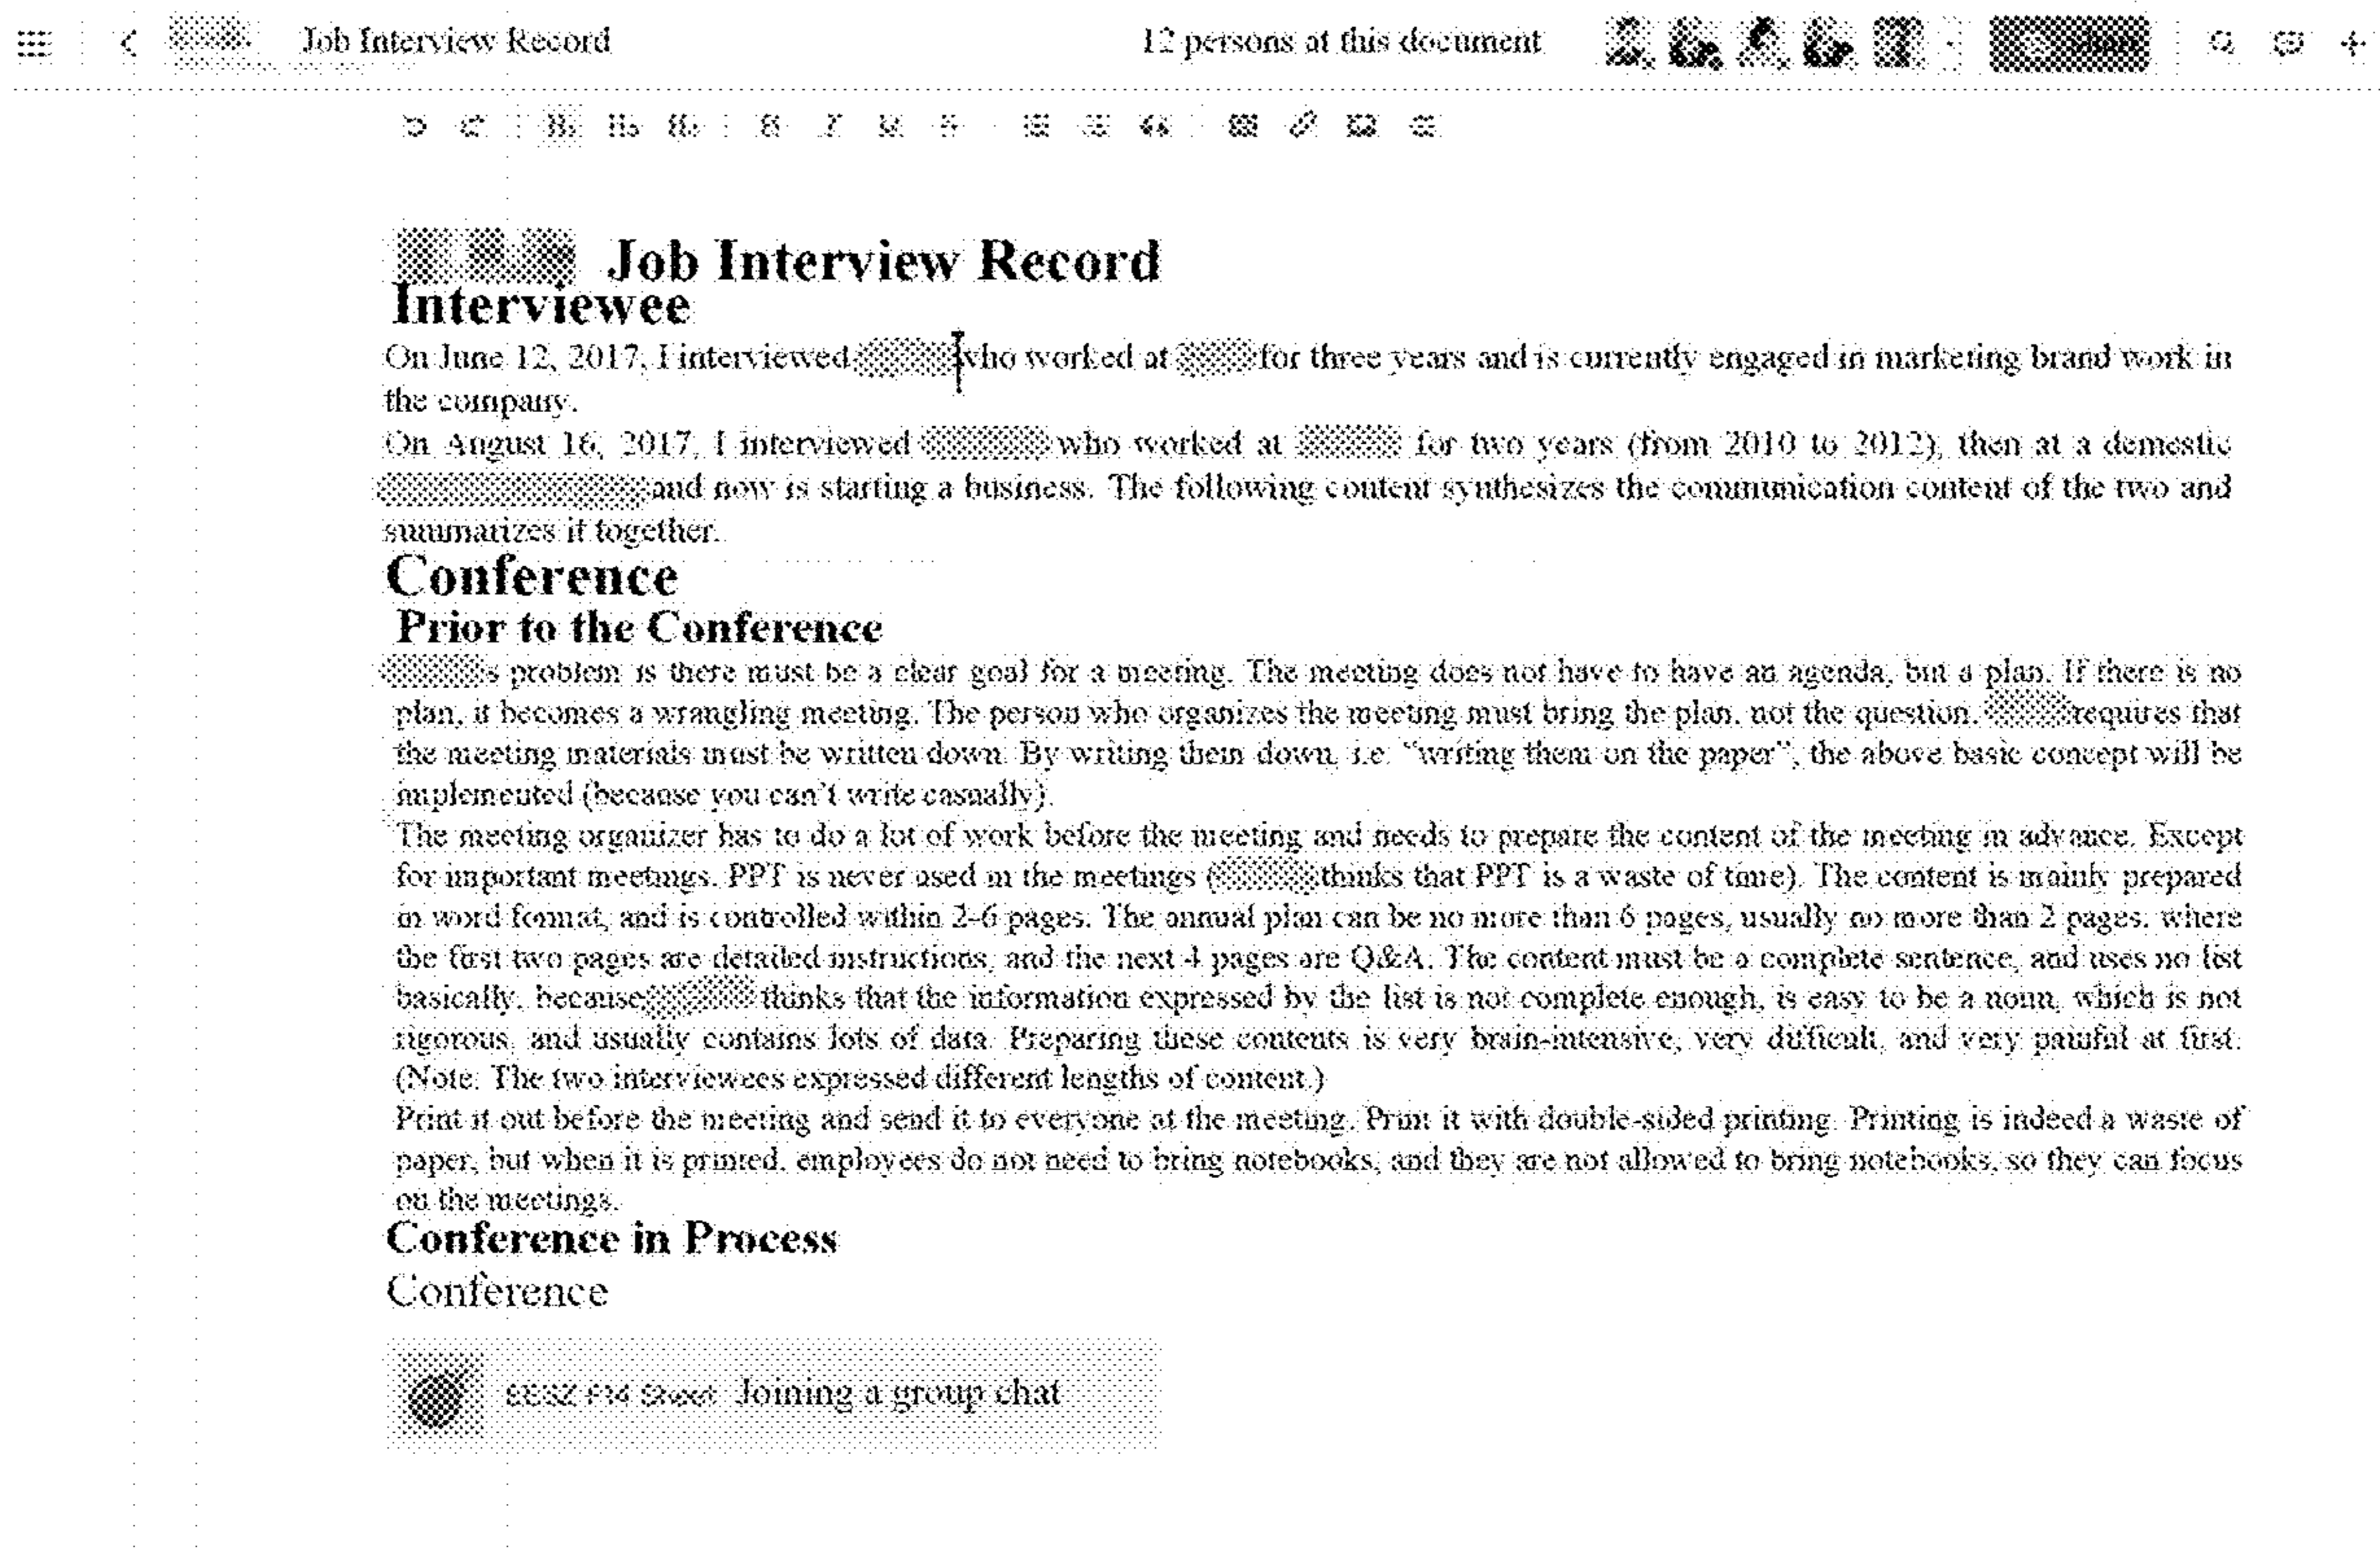 Job Interview Record
12 persons at this document
Job Interview Record
Interviewee
On June 12, 2017, I interviewed who worked at for three years and is currently engaged in marketing brand work in
the company.
On August 16, 2017, I interviewed who worked at for two years (from 2010 to 2012), then at a domestic
and now is starting a business. The following content synthesizes the communication content of the two and
summarizes it together.
Conference
Prior to the Conference
s problem is there must be a clear goal for a meeting. The meeting does not have to have an agenda, but a plan. If there is no
plan, it becomes a wrangling meeting. The person who organizes the meeting must bring the plan, not the question. requires that
the meeting materials must be written down. By writing them down, i.e. “writing them on the paper”, the above basic concept will be
implemented (because you can’t write casually).
The meeting organizer has to do a lot of work before the meeting and needs to prepare the content of the meeting in advance. Except
for important meetings. PPT is never used in the meetings ( thinks that PPT is a waste of time). The content is mainly prepared
in word format, and is controlled within 2-6 pages. The annual plan can be no more than 6 pages, usually no more than 2 pages, where
the first two pages are detailed instructions, and the next 4 pages are Q&A. The content must be a complete sentence, and uses no list
basically, because thinks that the information expressed by the list is not complete enough, is easy to be a noun, which is not
rigorous, and usually contains lots of data. Preparing these contents is very brain-intensive, very difficult, and very painful at first.
(Note: The two interviewees expressed different lengths of content.)
Print it out before the meeting and send it to everyone at the meeting. Print it with double-sided printing. Printing is indeed a waste of
paper, but when it is printed, employees do not need to bring notebooks, and they are not allowed to bring notebooks, so they can focus
on the meetings.
Conference in Process
Conference
Joining a group chat